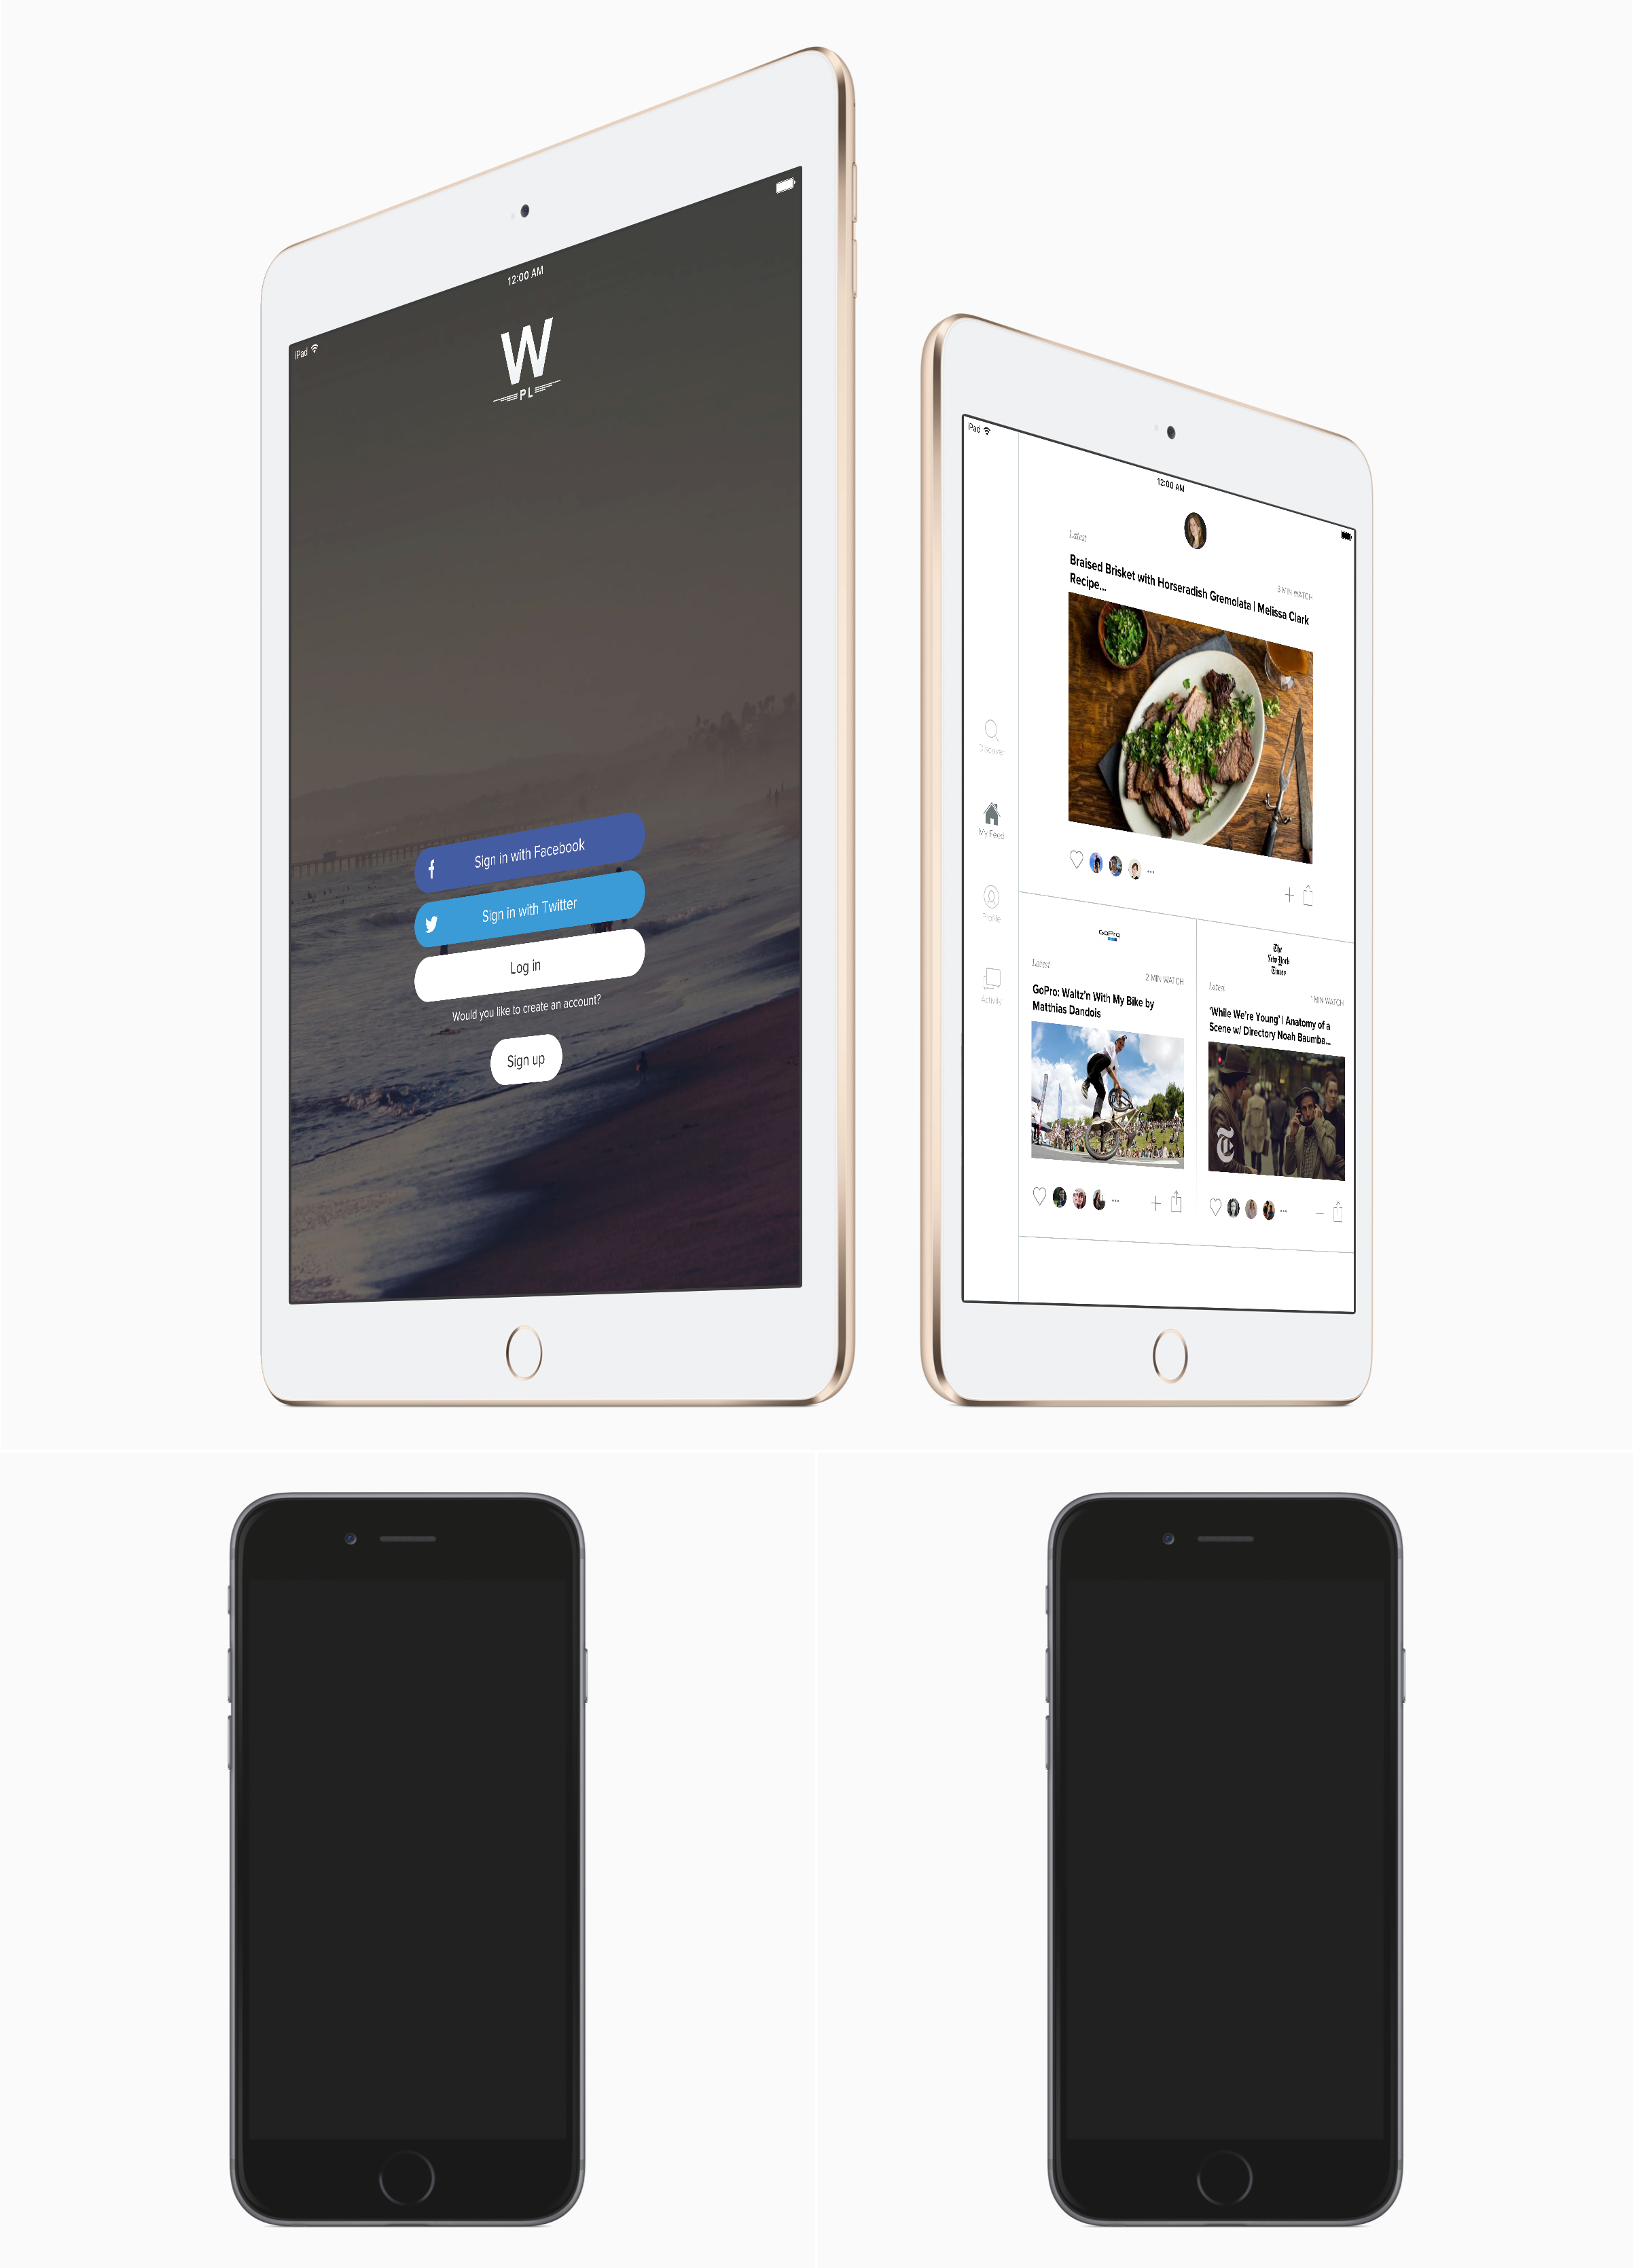 12:00 AM
iPad
W
PL
Sign in with Facebook
Sign in with Twitter
Log in
Would you like to create an account?
Sign up
iPad
12:00 AM
Latest
3 MIN WATCH
Braised Brisket with Horseradish Gremolata | Melissa Clark
Recipe...
Discover
My Feed
Profile
Activity
GoPro
Latest
2 MIN WATCH
GoPro: Waltz'n With My Bike by
Matthias Dandois
The
New York
Times
Latest
1 MIN WATCH
'While We're Young' | Anatomy of a
Scene w/ Directory Noah Baumba...
T